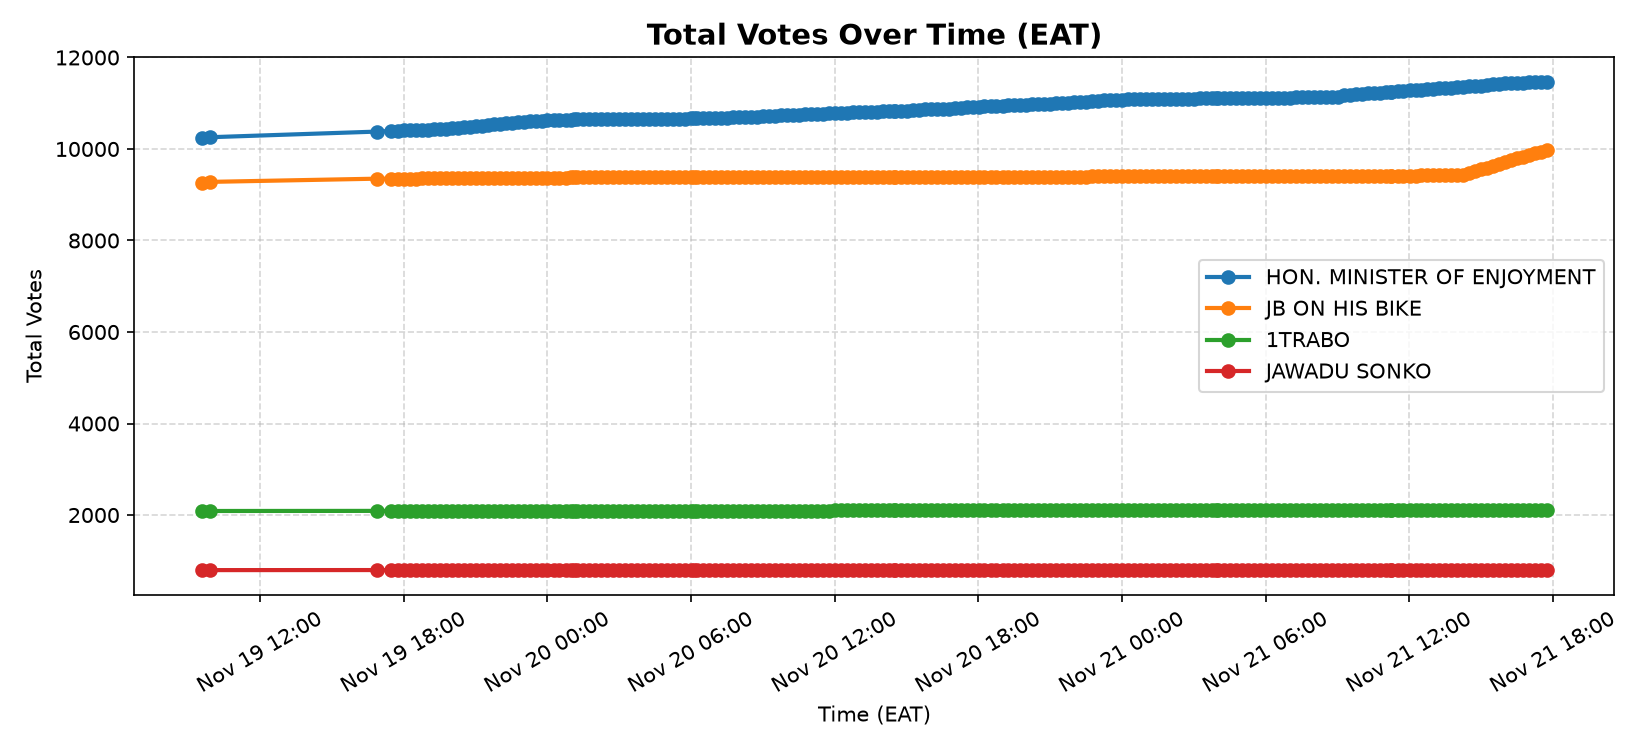 Total Votes Over Time (EAT)
12000
10000
8000
6000
4000
2000
Total Votes
HON. MINISTER OF ENJOYMENT
JB ON HIS BIKE
1TRABO
JAWADU SONKO
Nov 19 12:00
Nov 19 18:00
Nov 20 00:00
Nov 20 06:00
Nov 20 12:00
Nov 20 18:00
Nov 21 00:00
Nov 21 06:00
Nov 21 12:00
Nov 21 18:00
Time (EAT)